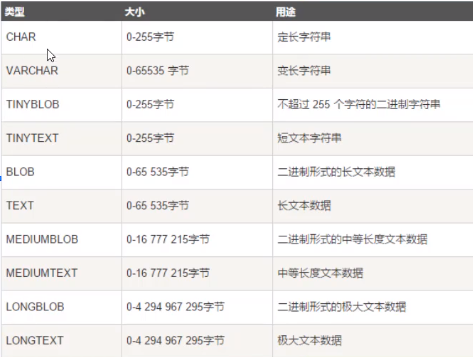 类型 大小 用途
CHAR 0-255字节 定长字符串
VARCHAR 0-65535 字节 变长字符串
TINYBLOB 0-255字节 不超过 255 个字符的二进制字符串
TINYTEXT 0-255字节 短文本字符串
BLOB 0-65 535字节 二进制形式的长文本数据
TEXT 0-65 535字节 长文本数据
MEDIUMBLOB 0-16 777 215字节 二进制形式的中等长度文本数据
MEDIUMTEXT 0-16 777 215字节 中等长度文本数据
LONGBLOB 0-4 294 967 295字节 二进制形式的极大文本数据
LONGTEXT 0-4 294 967 295字节 极大文本数据